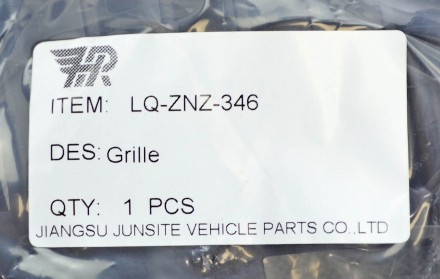 HR
ITEM: LQ-ZNZ-346
DES: Grille
QTY: 1 PCS
JIANGSU JUNSITE VEHICLE PARTS CO.,LTD